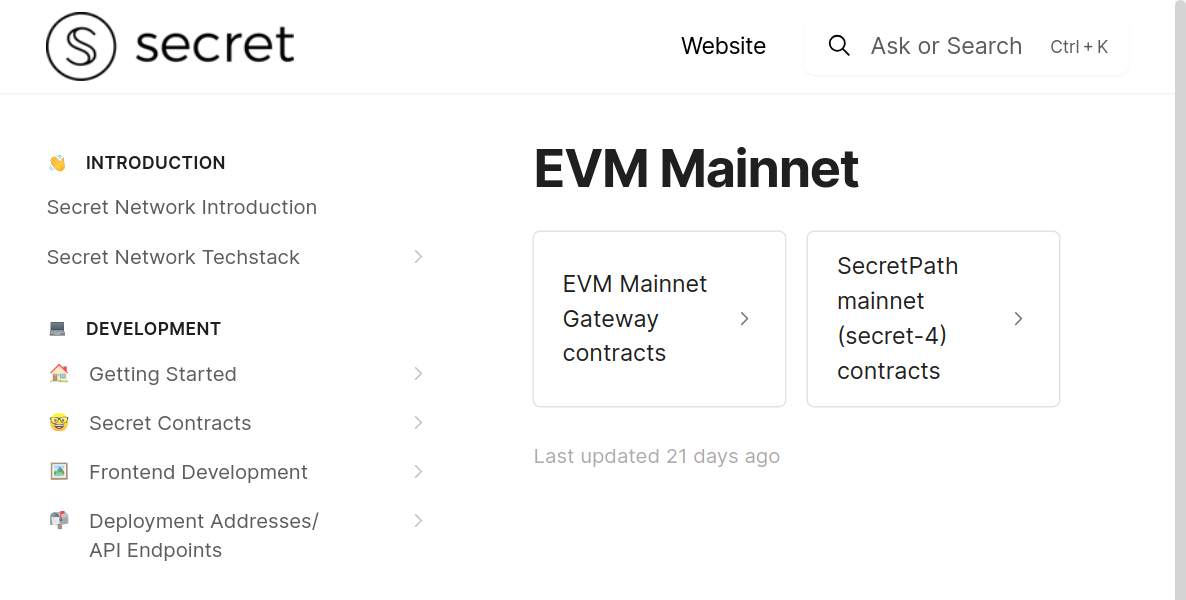 secret
Website
Ask or Search Ctrl + K
INTRODUCTION
Secret Network Introduction
Secret Network Techstack
DEVELOPMENT
Getting Started
Secret Contracts
Frontend Development
Deployment Addresses/
API Endpoints
EVM Mainnet
EVM Mainnet
Gateway
contracts
SecretPath
mainnet
(secret-4)
contracts
Last updated 21 days ago